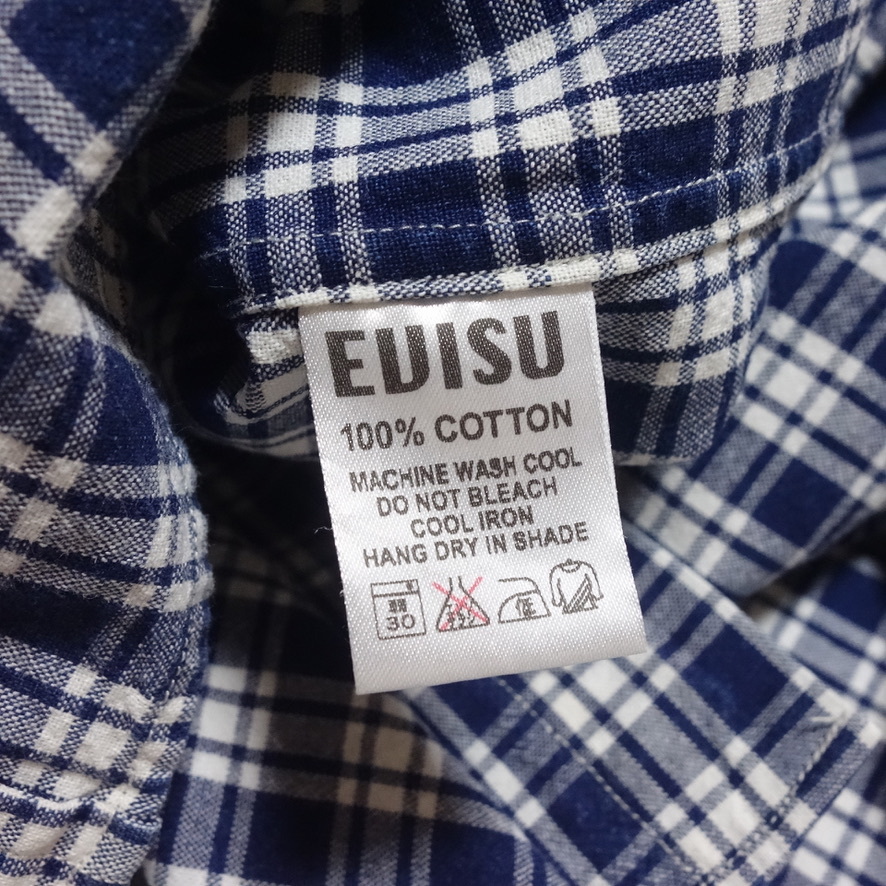 EVISU
100% COTTON
MACHINE WASH COOL
DO NOT BLEACH
COOL IRON
HANG DRY IN SHADE
30